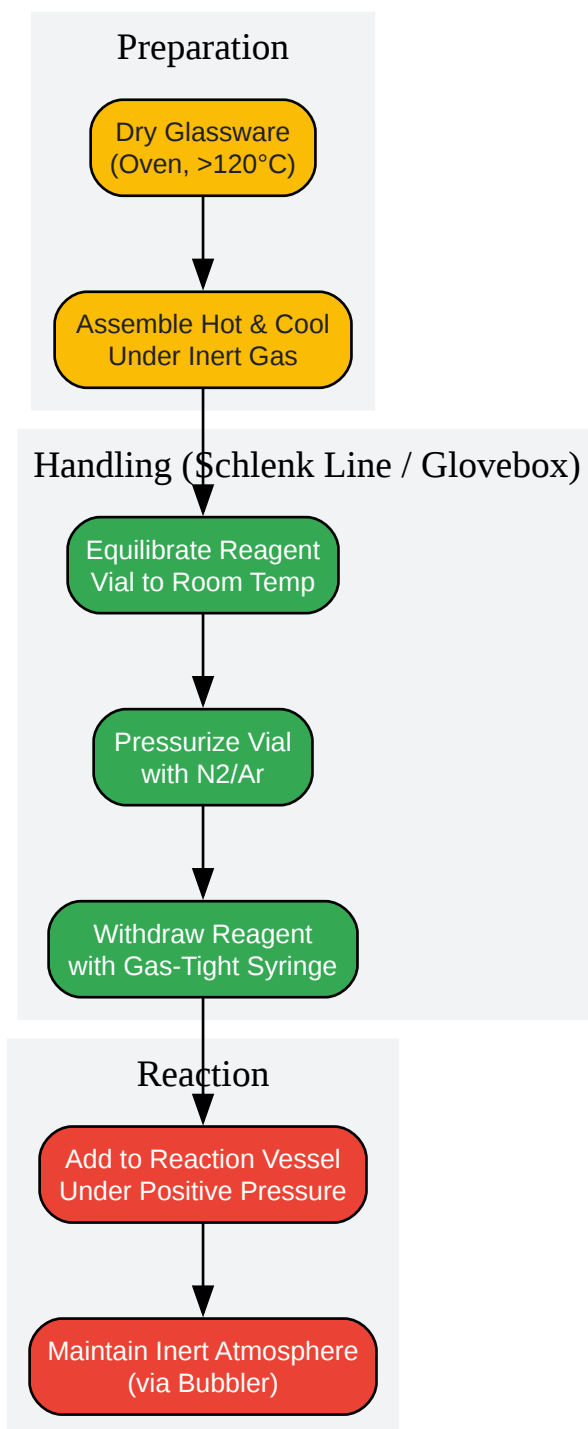 Preparation
Dry Glassware
(Oven, >120°C)
Assemble Hot & Cool
Under Inert Gas
Handling (Schlenk Line / Glovebox)
Equilibrate Reagent
Vial to Room Temp
Pressurize Vial
with N2/Ar
Withdraw Reagent
with Gas-Tight Syringe
Reaction
Add to Reaction Vessel
Under Positive Pressure
Maintain Inert Atmosphere
(via Bubbler)